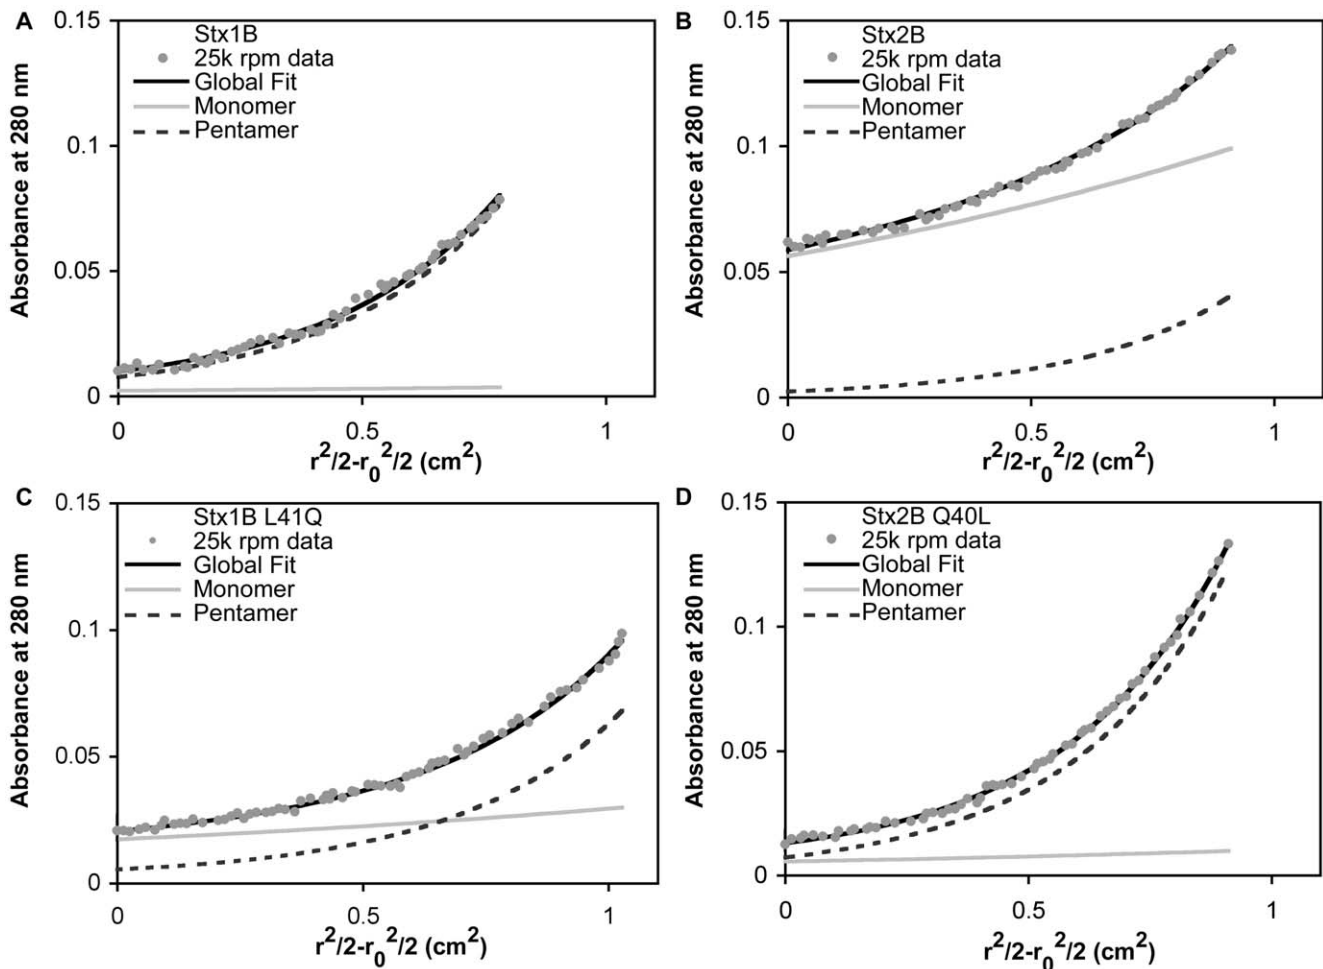 A
0.15
Stx1B
25k rpm data
Global Fit
Monomer
Pentamer
0.1
0.05
0
Absorbance at 280 nm
0
0.5
1
r²/2-r₀²/2 (cm²)
B
0.15
Stx2B
25k rpm data
Global Fit
Monomer
Pentamer
0.1
0.05
0
Absorbance at 280 nm
0
0.5
1
r²/2-r₀²/2 (cm²)
C
0.15
Stx1B L41Q
25k rpm data
Global Fit
Monomer
Pentamer
0.1
0.05
0
Absorbance at 280 nm
0
0.5
1
r²/2-r₀²/2 (cm²)
D
0.15
Stx2B Q40L
25k rpm data
Global Fit
Monomer
Pentamer
0.1
0.05
0
Absorbance at 280 nm
0
0.5
1
r²/2-r₀²/2 (cm²)